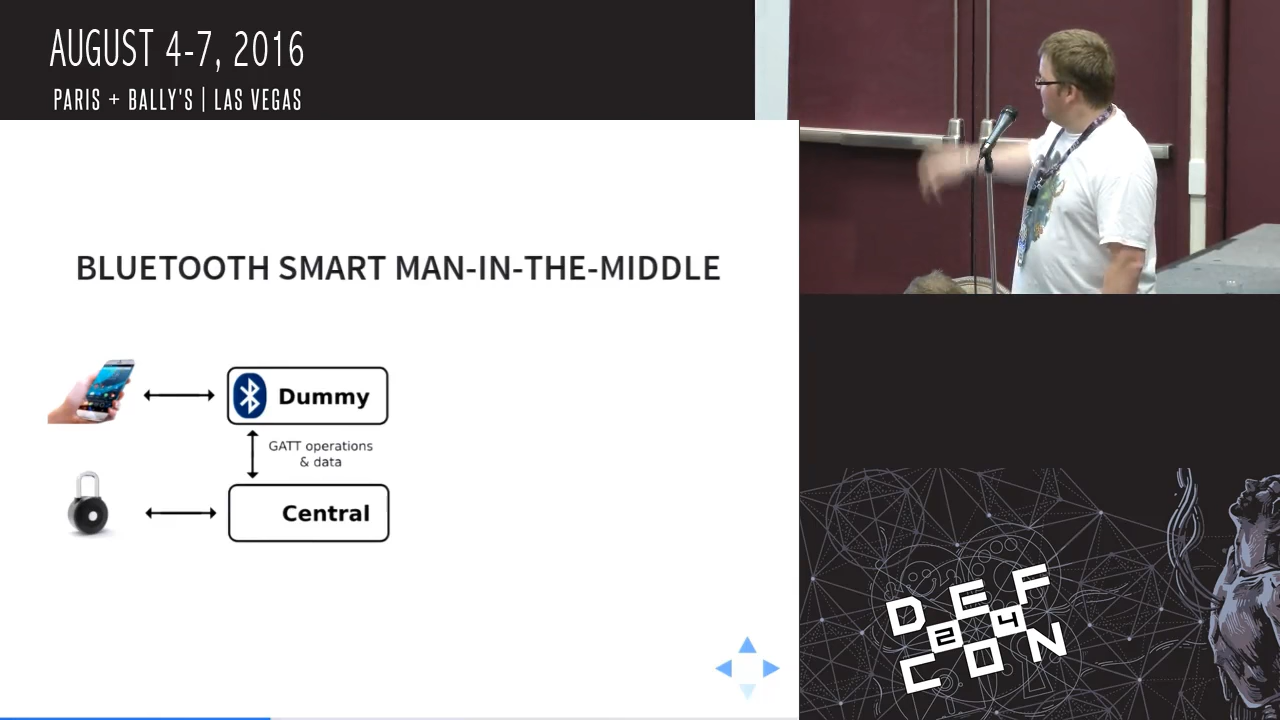 AUGUST 4-7, 2016
PARIS + BALLY'S | LAS VEGAS
BLUETOOTH SMART MAN-IN-THE-MIDDLE
Dummy
GATT operations
& data
Central
DEF
24
CON